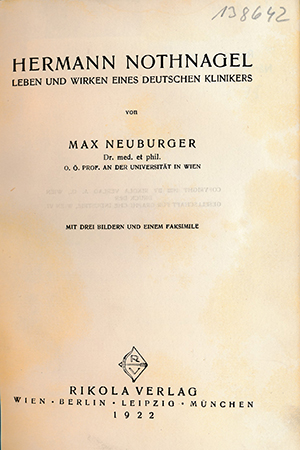 138642
HERMANN NOTHNAGEL
LEBEN UND WIRKEN EINES DEUTSCHEN KLINIKERS
von
MAX NEUBURGER
Dr. med. et phil.
O. Ö. PROF. AN DER UNIVERSITÄT IN WIEN
MIT DREI BILDERN UND EINEM FAKSIMILE
R
RIKOLA VERLAG
WIEN · BERLIN · LEIPZIG · MÜNCHEN
1922